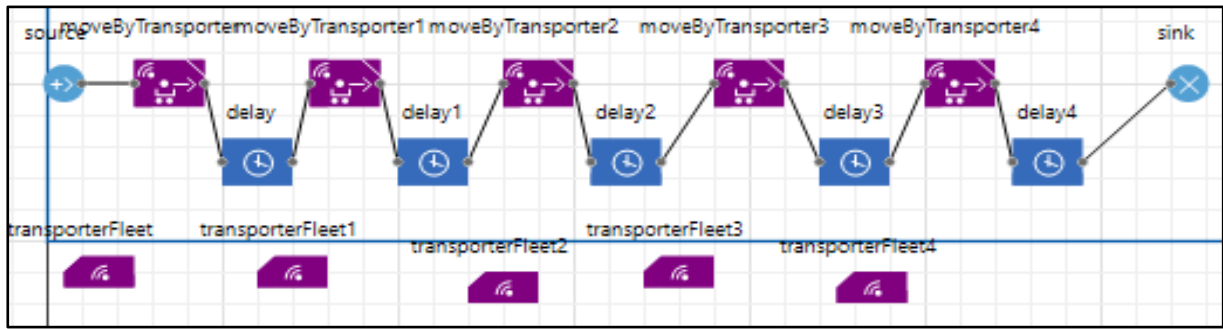 source
moveByTransporter
moveByTransporter1
moveByTransporter2
moveByTransporter3
moveByTransporter4
sink
delay
delay1
delay2
delay3
delay4
transporterFleet
transporterFleet1
transporterFleet2
transporterFleet3
transporterFleet4